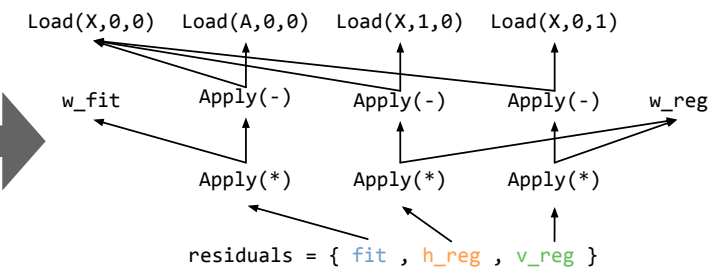 Load(X,0,0) Load(A,0,0) Load(X,1,0) Load(X,0,1)
w_fit Apply(-) Apply(-) Apply(-) w_reg
Apply(*) Apply(*) Apply(*)
residuals = { fit , h_reg , v_reg }